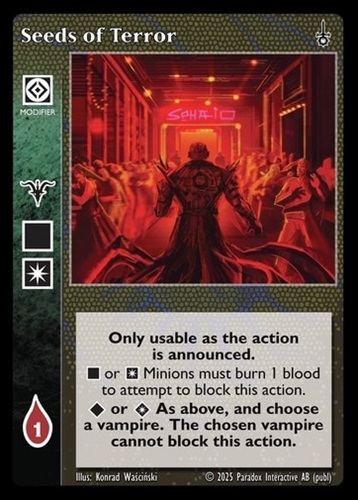 Seeds of Terror
MODIFIER
SCHAIO
Only usable as the action
is announced.
or Minions must burn 1 blood
to attempt to block this action.
or As above, and choose
a vampire. The chosen vampire
cannot block this action.
1
Illus: Konrad Waściński © 2025 Paradox Interactive AB (publ)